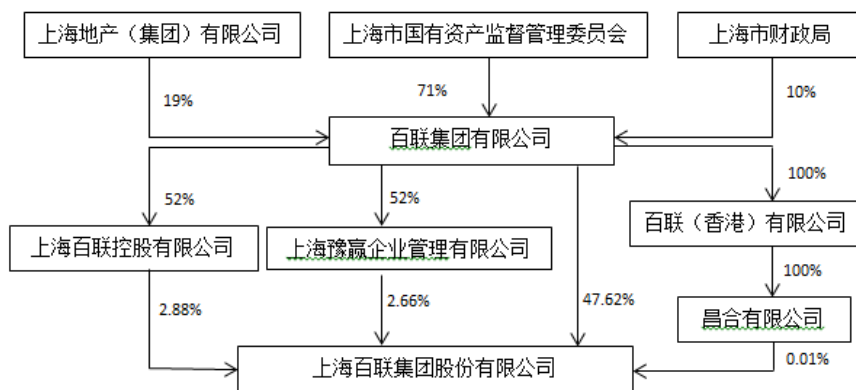 上海地产（集团）有限公司
上海市国有资产监督管理委员会
上海市财政局
19%
71%
10%
百联集团有限公司
52%
52%
100%
上海百联控股有限公司
上海豫赢企业管理有限公司
百联（香港）有限公司
2.88%
2.66%
47.62%
100%
昌合有限公司
上海百联集团股份有限公司
0.01%